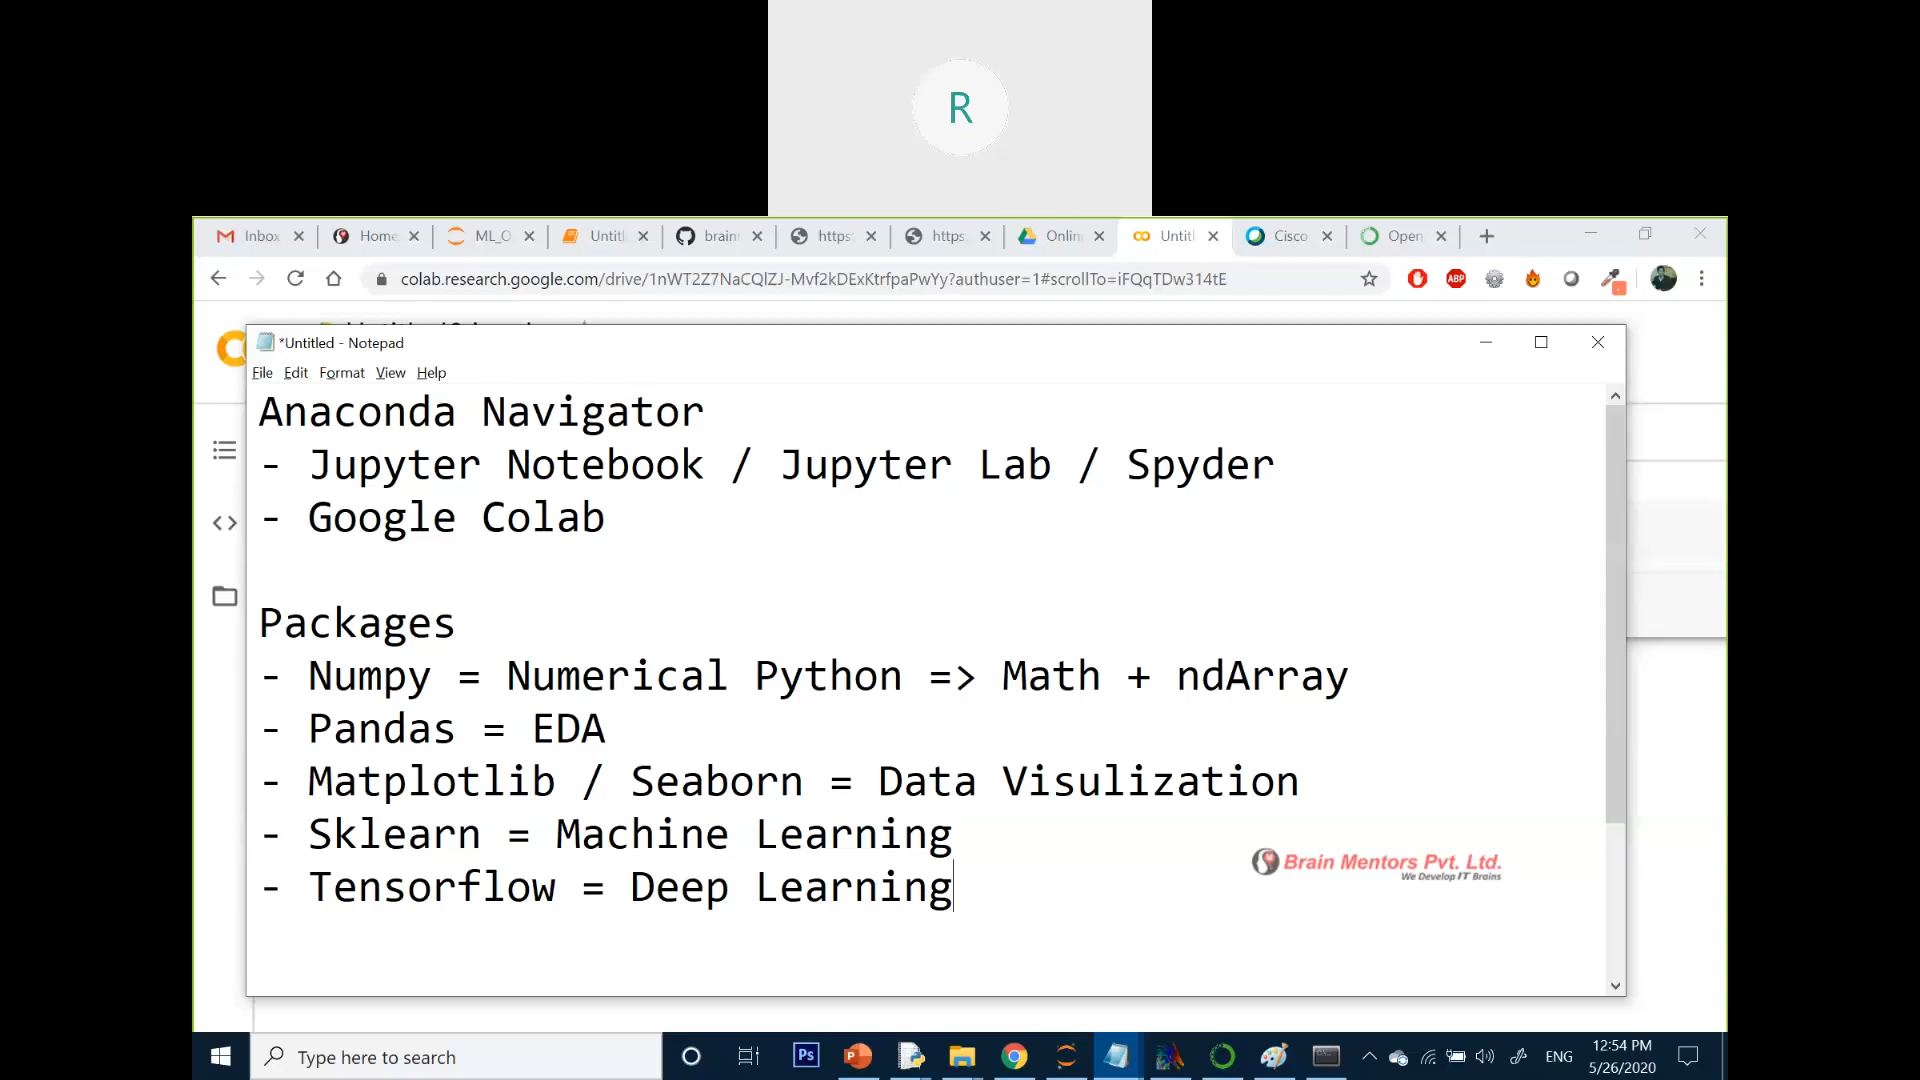 R
Inbox
Home
ML_O
Untitl
brain
https:
https:
Onlin
Untitl
Cisco
Open
colab.research.google.com/drive/1nWT2Z7NaCQlZJ-Mvf2kDExKtrfpaPwYy?authuser=1#scrollTo=iFQqTDw314tE
ABP
*Untitled - Notepad
File Edit Format View Help
Anaconda Navigator
- Jupyter Notebook / Jupyter Lab / Spyder
- Google Colab
Packages
- Numpy = Numerical Python => Math + ndArray
- Pandas = EDA
- Matplotlib / Seaborn = Data Visulization
- Sklearn = Machine Learning
- Tensorflow = Deep Learning
Brain Mentors Pvt. Ltd.
We Develop IT Brains
Type here to search
Ps
P
ENG
12:54 PM
5/26/2020